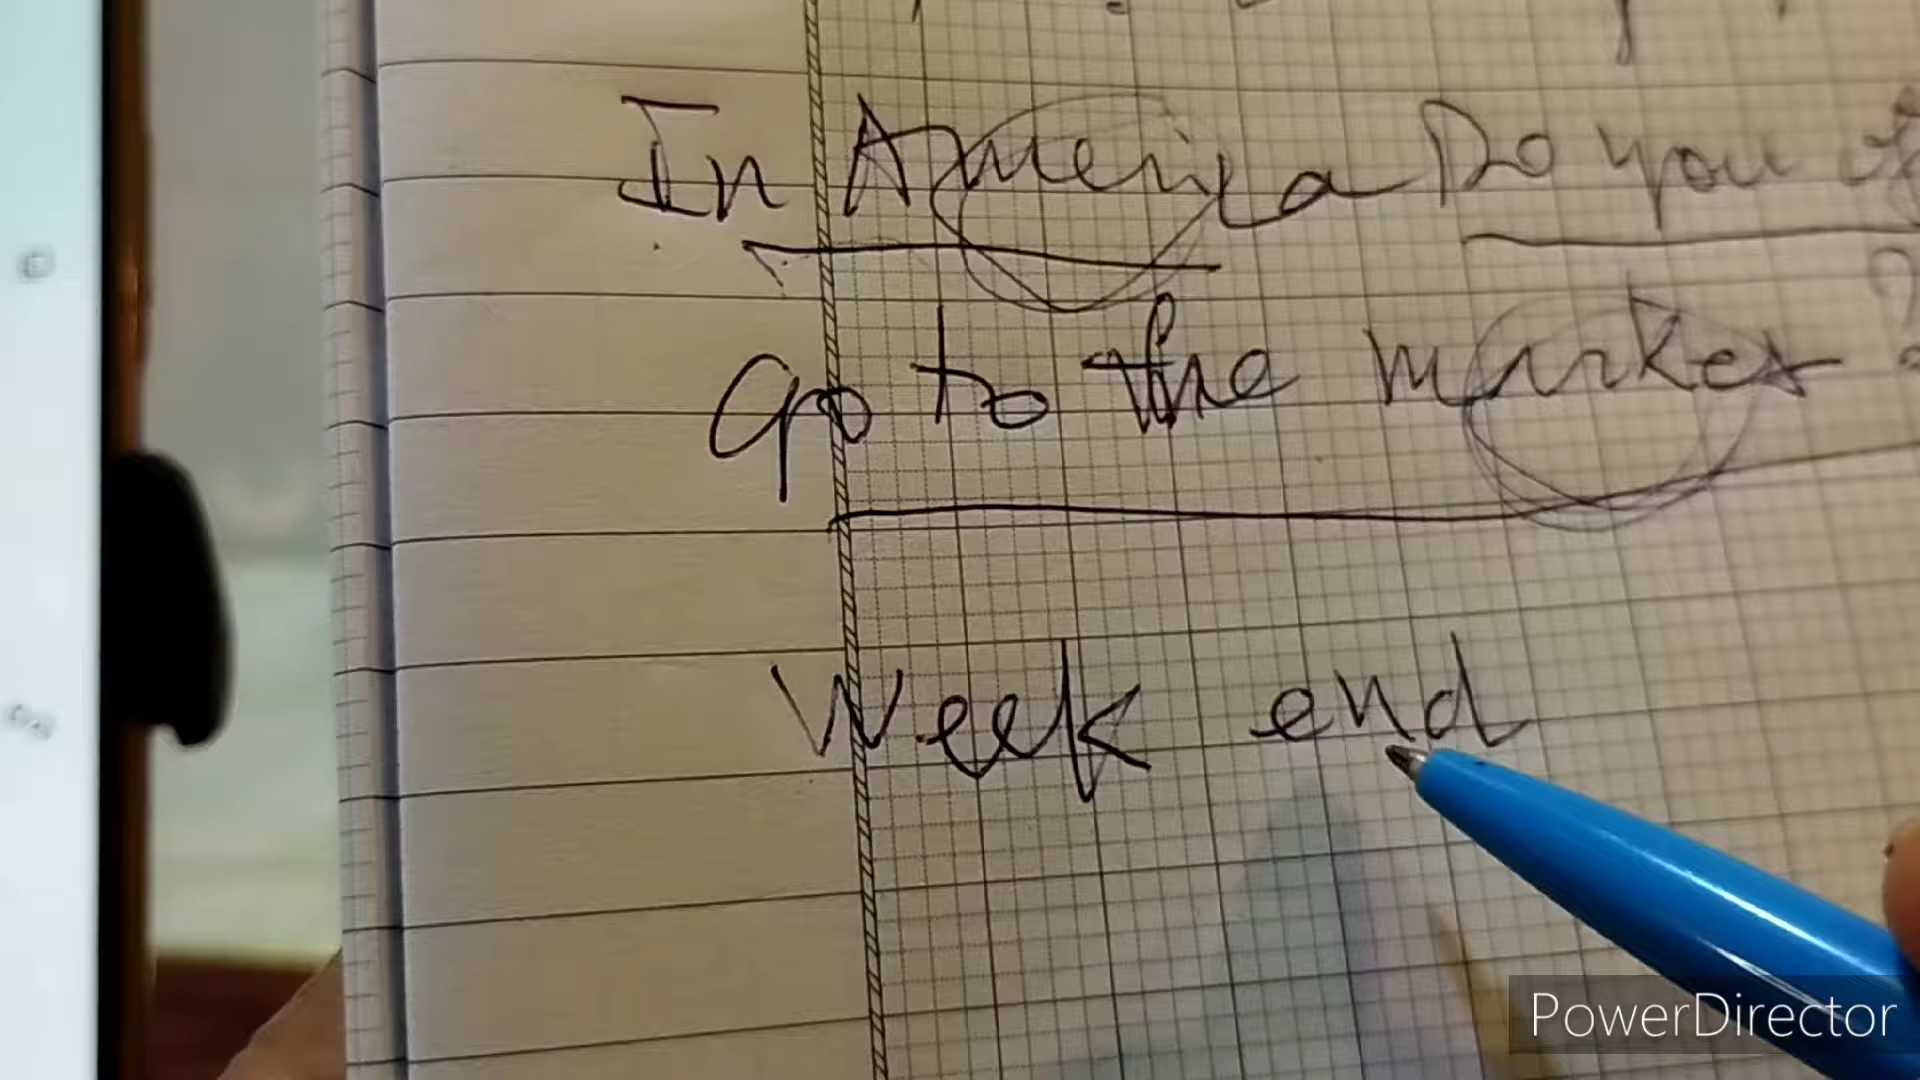 In America Do you
go to the market ?
Week end
PowerDirector